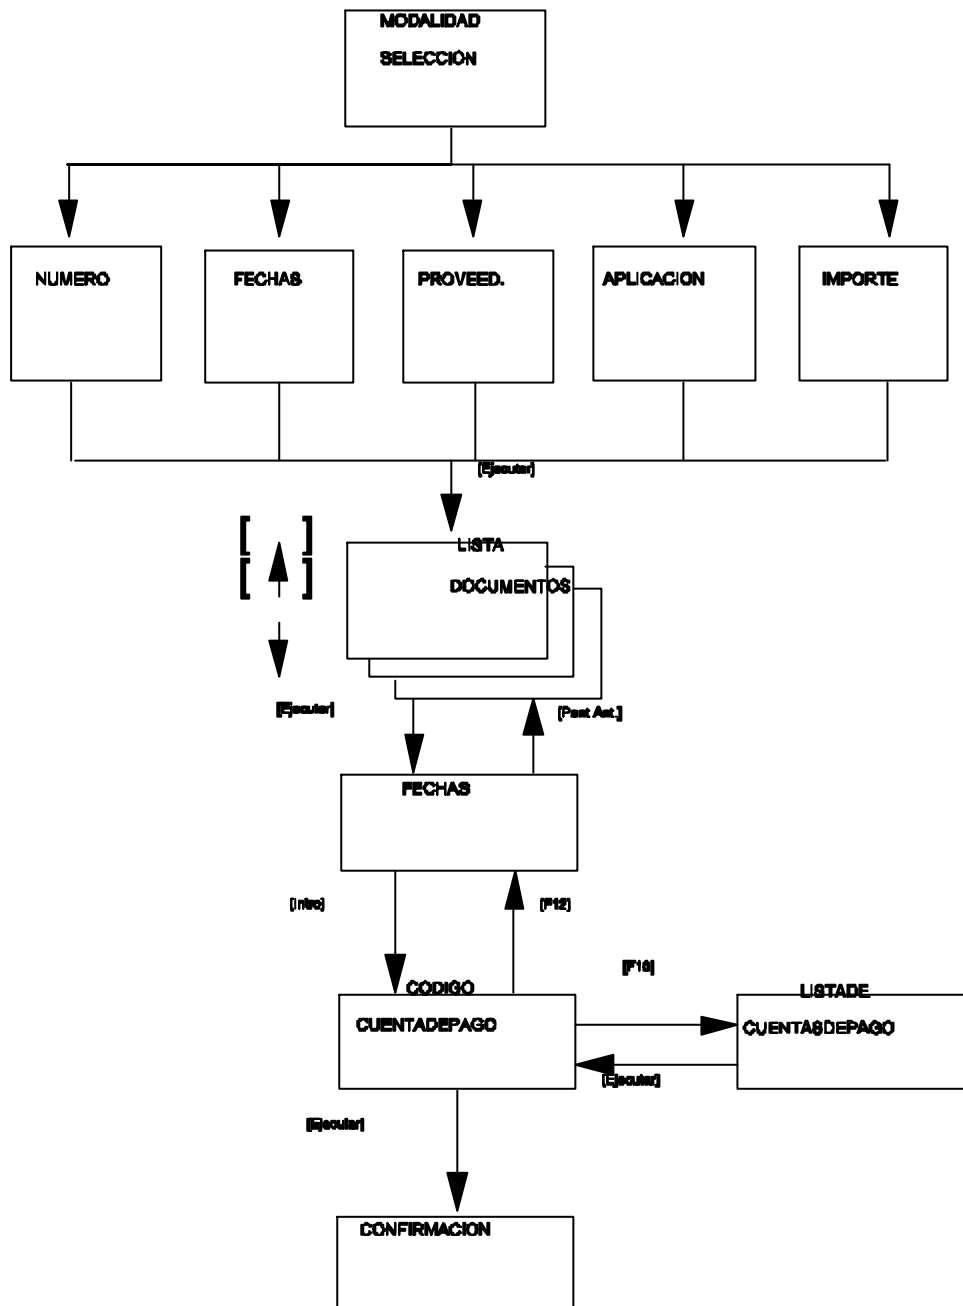 MODALIDAD
SELECCION
NUMERO
FECHAS
PROVEED.
APLICACION
IMPORTE
[Ejecutar]
[ ]
[ ]
LISTA
DOCUMENTOS
[Ejecutar]
[Pant Ant.]
FECHAS
[Intro]
[F12]
[F10]
CODIGO
CUENTADEPAGO
LISTADE
CUENTASDEPAGO
[Ejecutar]
[Ejecutar]
CONFIRMACION